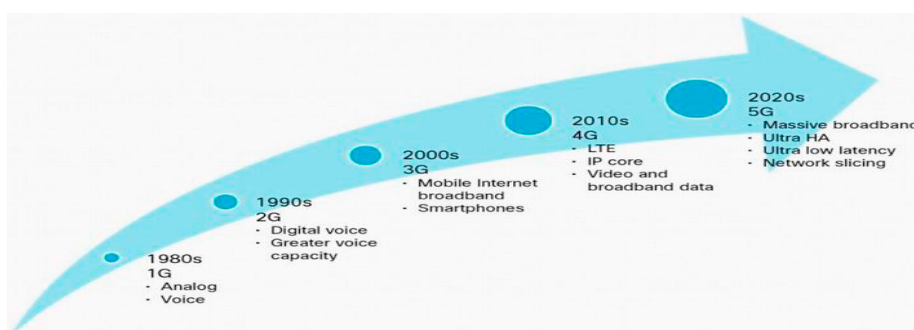 1980s
1G
· Analog
· Voice
1990s
2G
· Digital voice
· Greater voice
capacity
2000s
3G
· Mobile Internet
broadband
· Smartphones
2010s
4G
· LTE
· IP core
· Video and
broadband data
2020s
5G
· Massive broadband
· Ultra HA
· Ultra low latency
· Network slicing